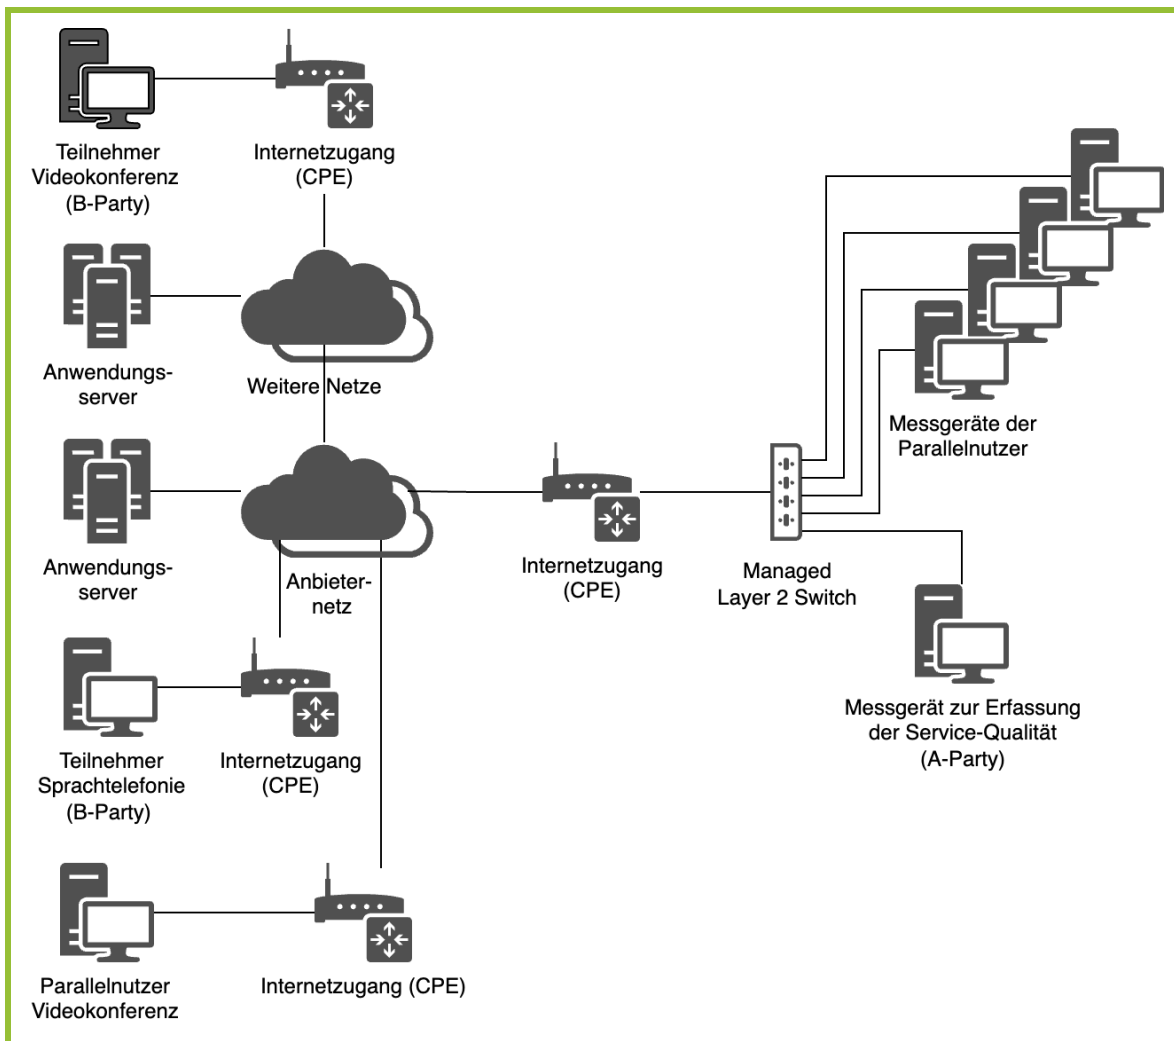 Teilnehmer
Videokonferenz
(B-Party)
Internetzugang
(CPE)
Anwendungs-
server
Weitere Netze
Messgeräte der
Parallelnutzer
Anwendungs-
server
Anbieter-
netz
Internetzugang
(CPE)
Managed
Layer 2 Switch
Messgerät zur Erfassung
der Service-Qualität
(A-Party)
Teilnehmer
Sprachtelefonie
(B-Party)
Internetzugang
(CPE)
Parallelnutzer
Videokonferenz
Internetzugang (CPE)